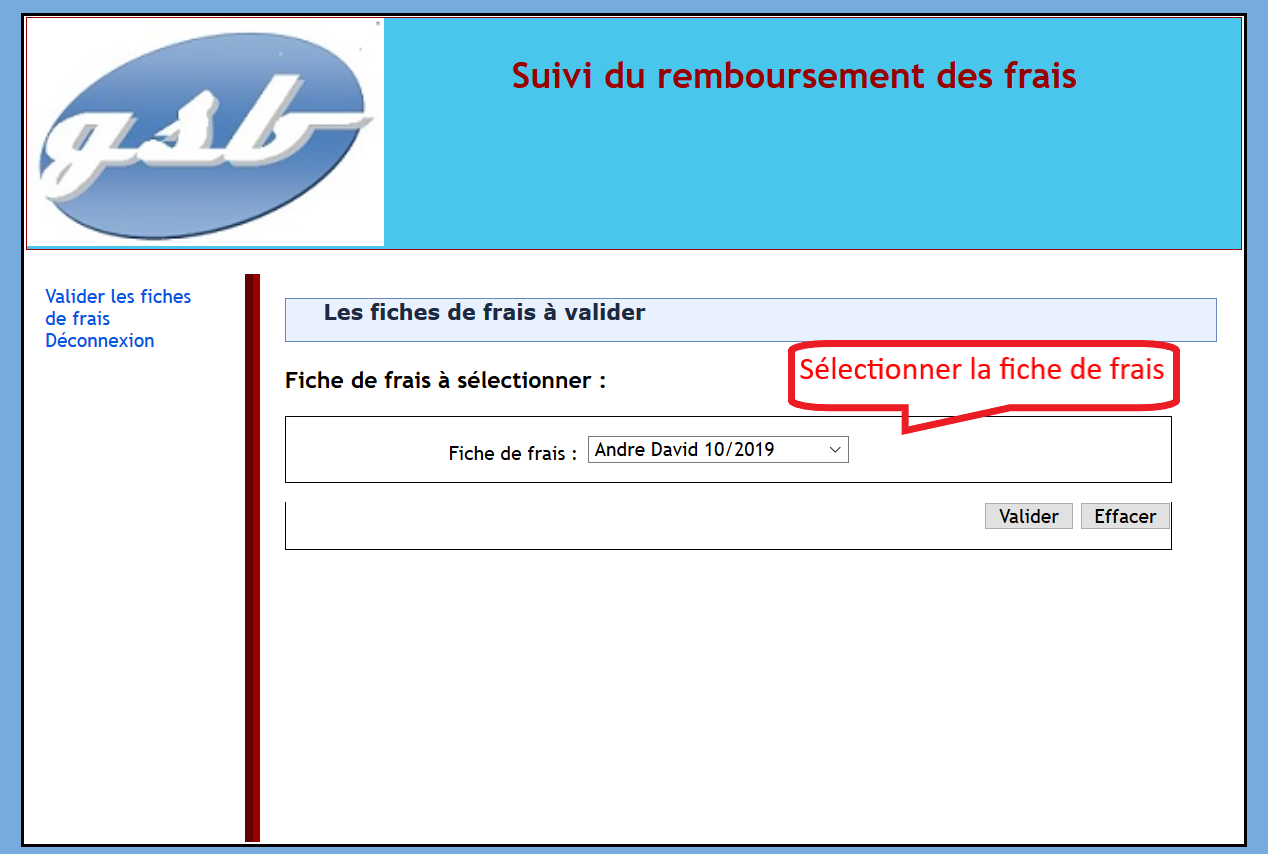 gsb
Suivi du remboursement des frais
Valider les fiches
de frais
Déconnexion
Les fiches de frais à valider
Sélectionner la fiche de frais
Fiche de frais à sélectionner :
Fiche de frais : Andre David 10/2019
Valider Effacer